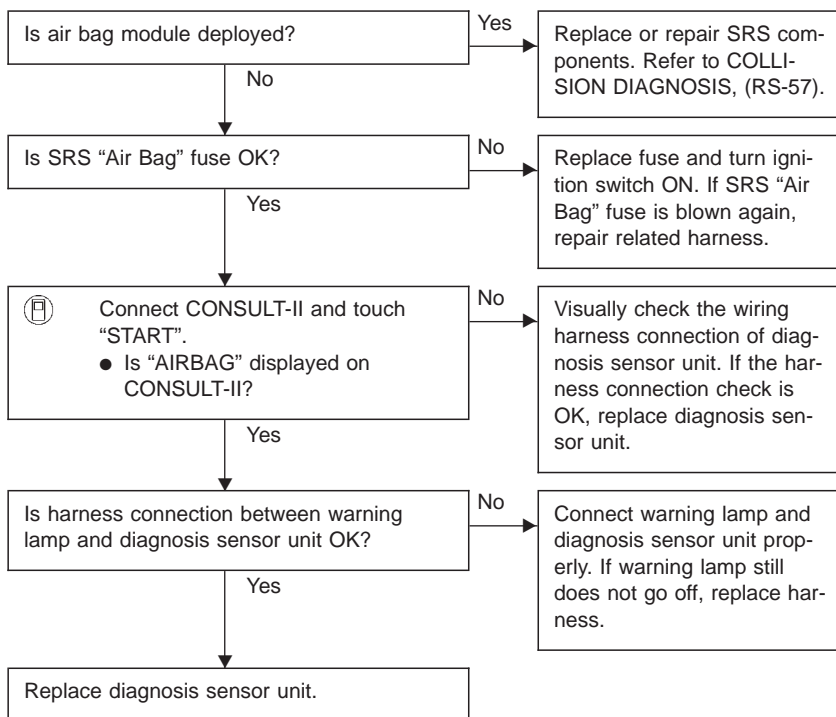 Is air bag module deployed?
Yes
Replace or repair SRS com-
ponents. Refer to COLLI-
SION DIAGNOSIS, (RS-57).
No
Is SRS “Air Bag” fuse OK?
No
Replace fuse and turn igni-
tion switch ON. If SRS “Air
Bag” fuse is blown again,
repair related harness.
Yes
Connect CONSULT-II and touch
“START”.
● Is “AIRBAG” displayed on
CONSULT-II?
No
Visually check the wiring
harness connection of diag-
nosis sensor unit. If the har-
ness connection check is
OK, replace diagnosis sen-
sor unit.
Yes
Is harness connection between warning
lamp and diagnosis sensor unit OK?
No
Connect warning lamp and
diagnosis sensor unit prop-
erly. If warning lamp still
does not go off, replace har-
ness.
Yes
Replace diagnosis sensor unit.